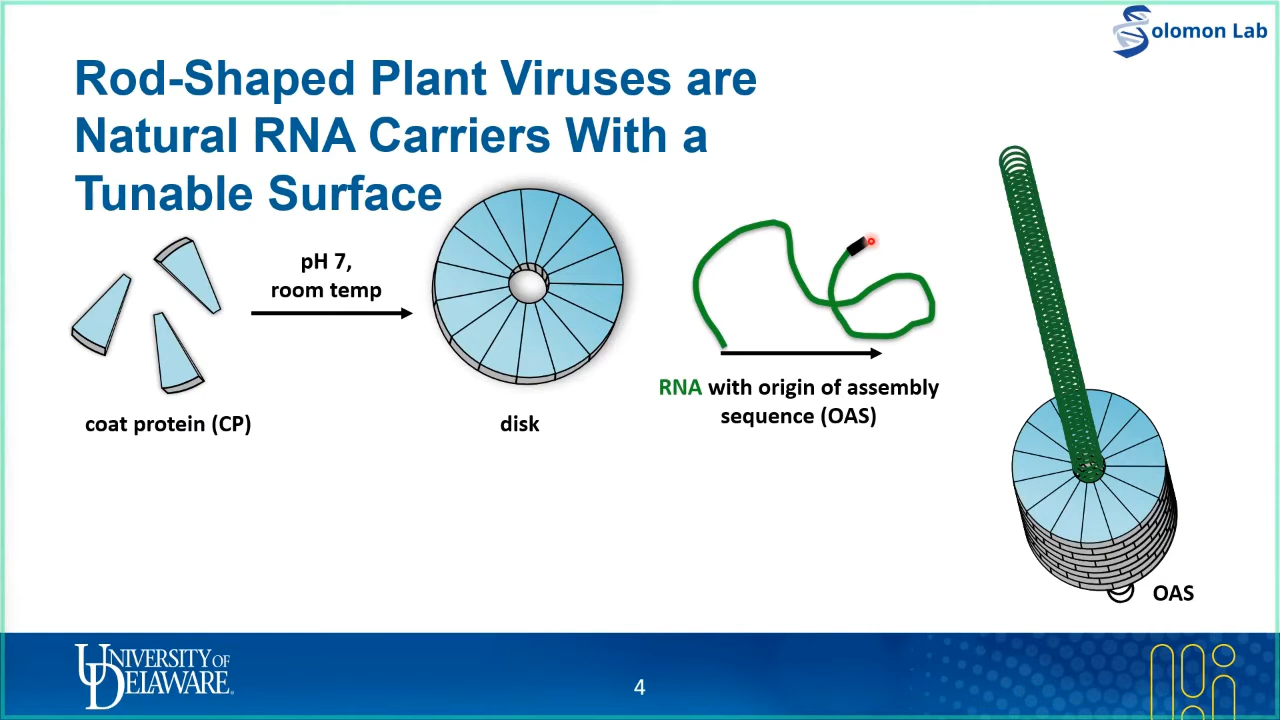 Solomon Lab
Rod-Shaped Plant Viruses are
Natural RNA Carriers With a
Tunable Surface
pH 7,
room temp
coat protein (CP)
disk
RNA with origin of assembly
sequence (OAS)
OAS
UNIVERSITY OF
DELAWARE.
4